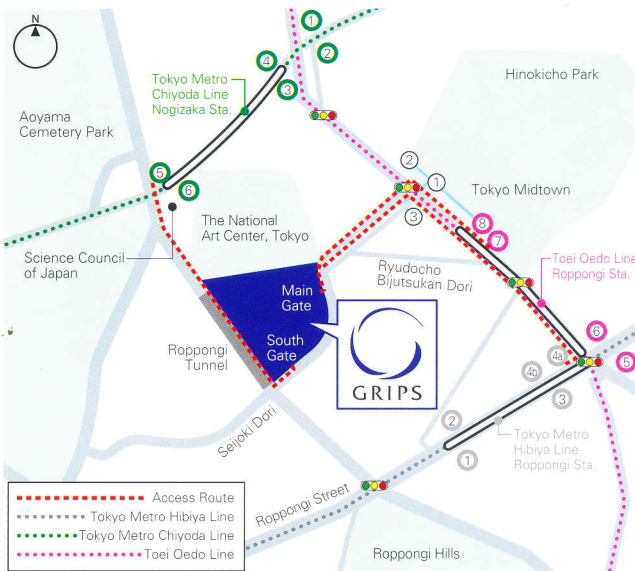 N
1
2
4
3
Tokyo Metro
Chiyoda Line
Nogizaka Sta.
Hinokicho Park
Aoyama
Cemetery Park
5
6
2
1
3
Tokyo Midtown
8
7
The National
Art Center, Tokyo
Science Council
of Japan
Ryudocho
Bijutsukan Dori
Toei Oedo Line
Roppongi Sta.
Main
Gate
South
Gate
Roppongi
Tunnel
GRIPS
6
5
4a
4b
3
2
1
Seijoki Dori
Tokyo Metro
Hibiya Line
Roppongi Sta.
Roppongi Street
Roppongi Hills
Access Route
Tokyo Metro Hibiya Line
Tokyo Metro Chiyoda Line
Toei Oedo Line